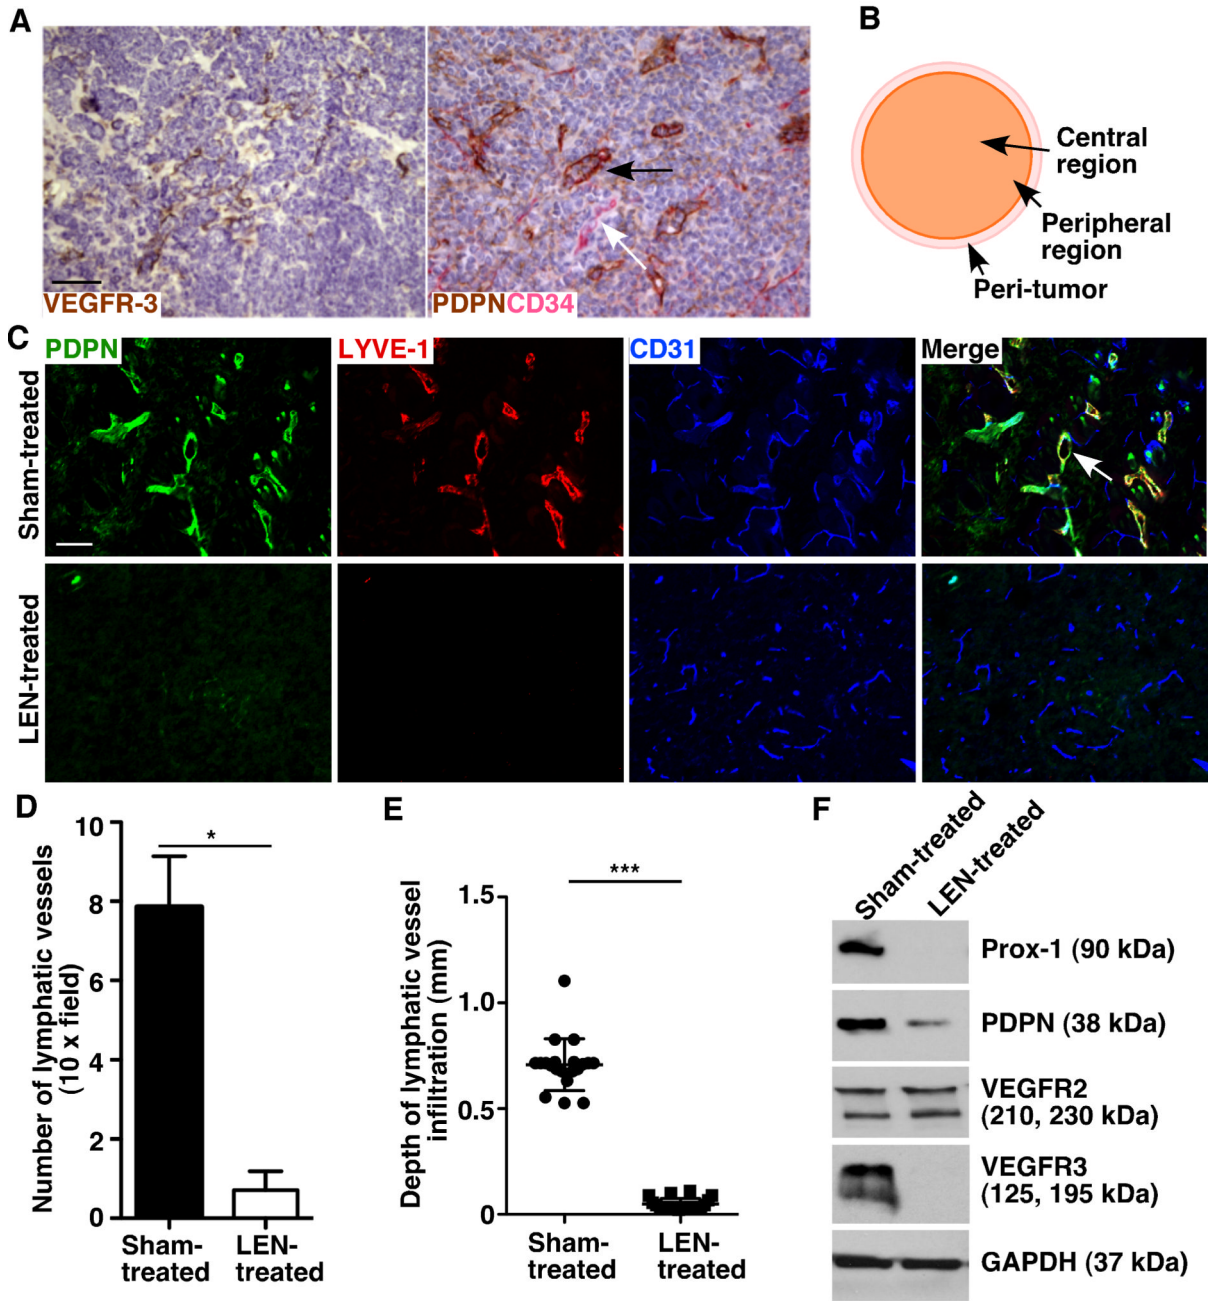 A
VEGFR-3
PDPNCD34
B
Central
region
Peripheral
region
Peri-tumor
C
PDPN
LYVE-1
CD31
Merge
Sham-treated
LEN-treated
D
Number of lymphatic vessels
(10 x field)
10
8
6
4
2
0
*
Sham-
treated
LEN-
treated
E
Depth of lymphatic vessel
infiltration (mm)
1.5
1.0
0.5
0
***
Sham-
treated
LEN-
treated
F
Sham-treated
LEN-treated
Prox-1 (90 kDa)
PDPN (38 kDa)
VEGFR2
(210, 230 kDa)
VEGFR3
(125, 195 kDa)
GAPDH (37 kDa)